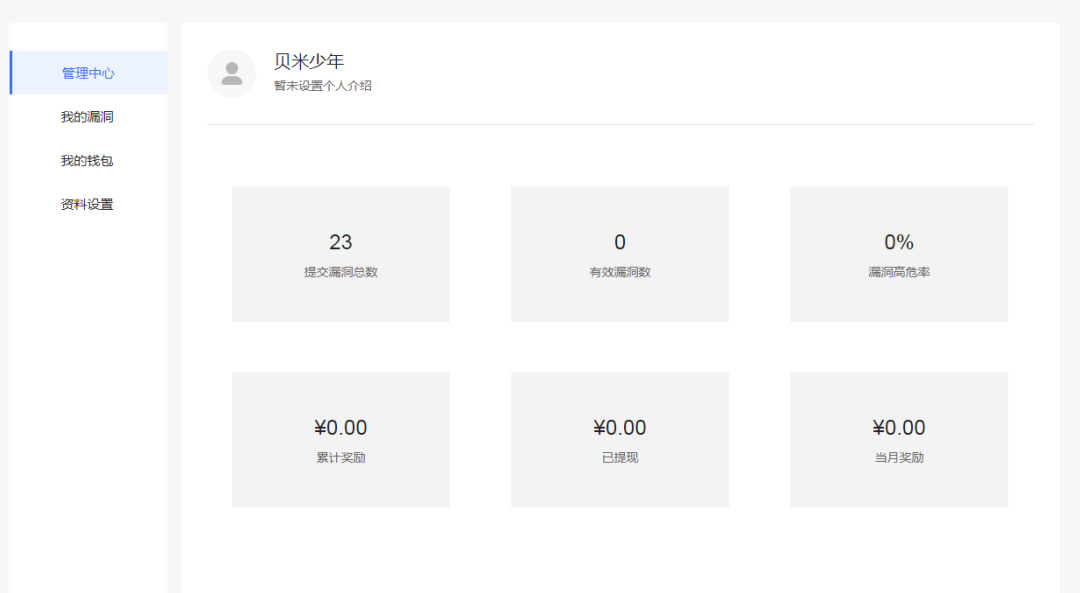 管理中心
我的漏洞
我的钱包
资料设置
贝米少年
暂未设置个人介绍
23
提交漏洞总数
0
有效漏洞数
0%
漏洞高危率
¥0.00
累计奖励
¥0.00
已提现
¥0.00
当月奖励